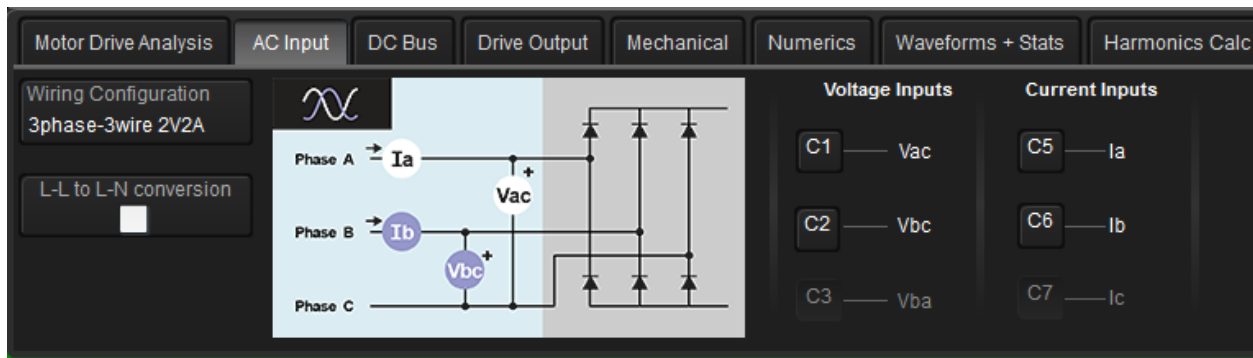 Motor Drive Analysis AC Input DC Bus Drive Output Mechanical Numerics Waveforms + Stats Harmonics Calc
Wiring Configuration
3phase-3wire 2V2A
L-L to L-N conversion
Phase A Ia
Vac +
Phase B Ib
Vbc +
Phase C
Voltage Inputs Current Inputs
C1 Vac C5 Ia
C2 Vbc C6 Ib
C3 Vba C7 Ic